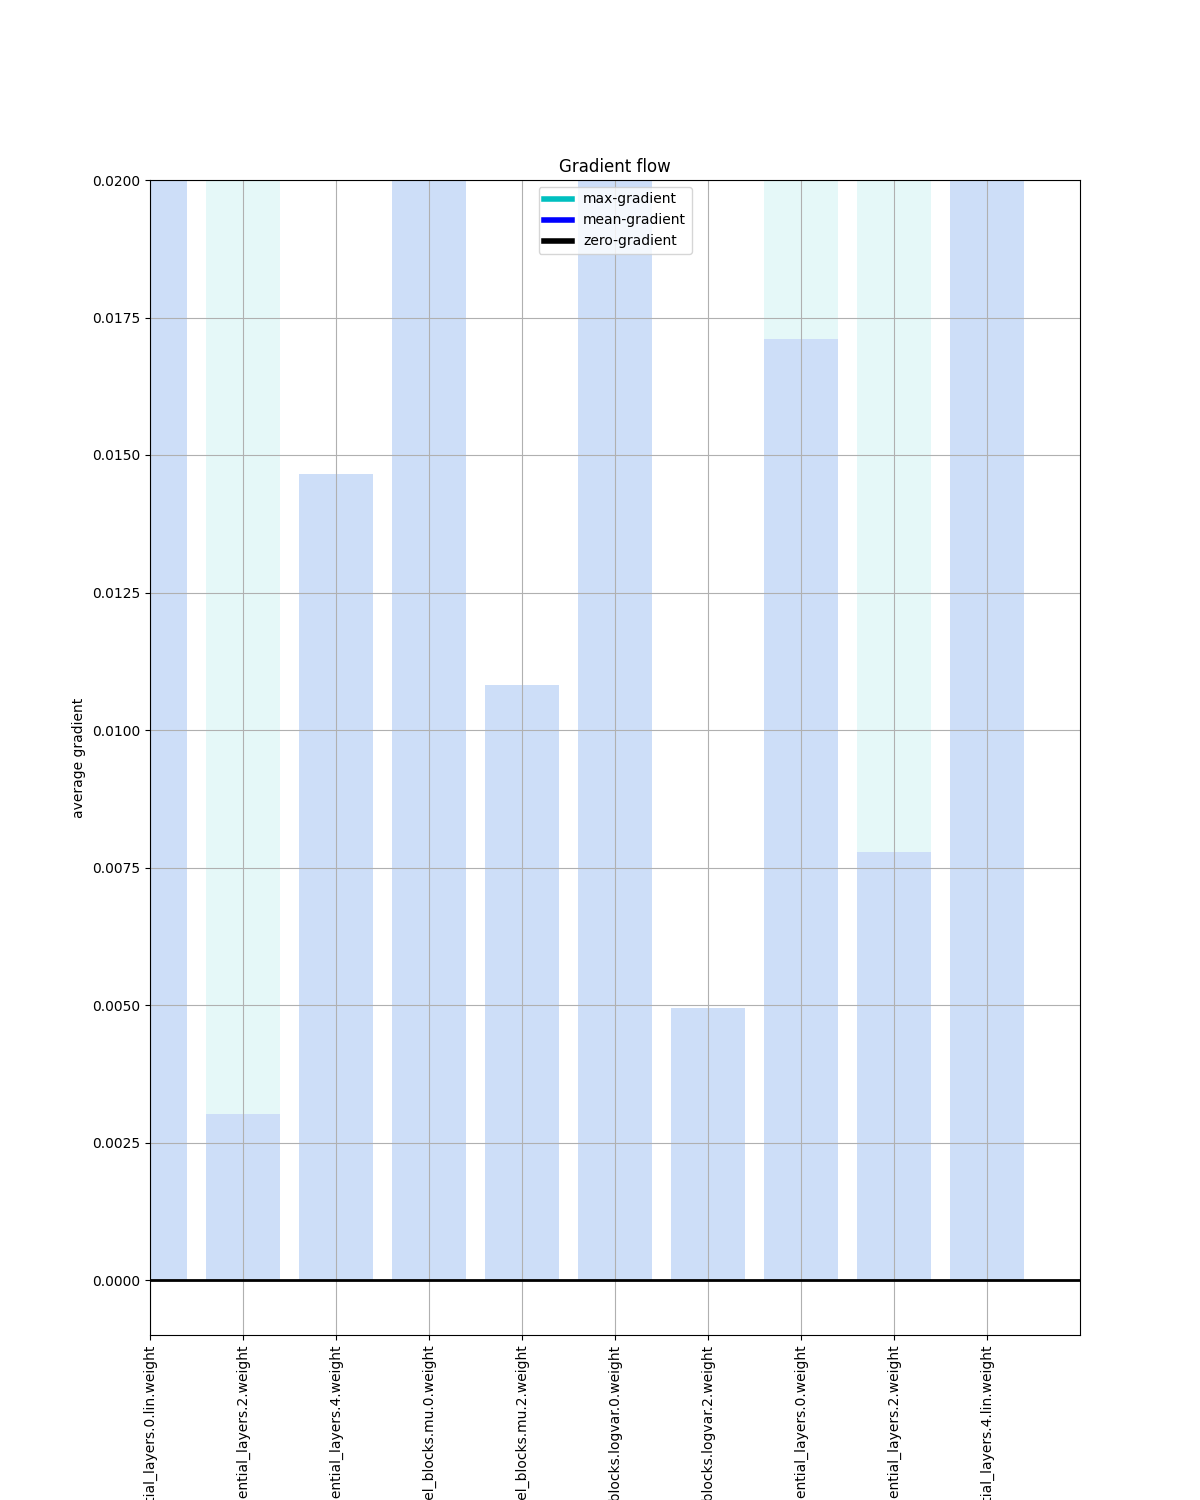 Gradient flow
max-gradient
mean-gradient
zero-gradient
0.0200
0.0175
0.0150
0.0125
0.0100
0.0075
0.0050
0.0025
0.0000
average gradient
tial_layers.0.lin.weight
ential_layers.2.weight
ential_layers.4.weight
el_blocks.mu.0.weight
el_blocks.mu.2.weight
blocks.logvar.0.weight
blocks.logvar.2.weight
ential_layers.0.weight
ential_layers.2.weight
tial_layers.4.lin.weight